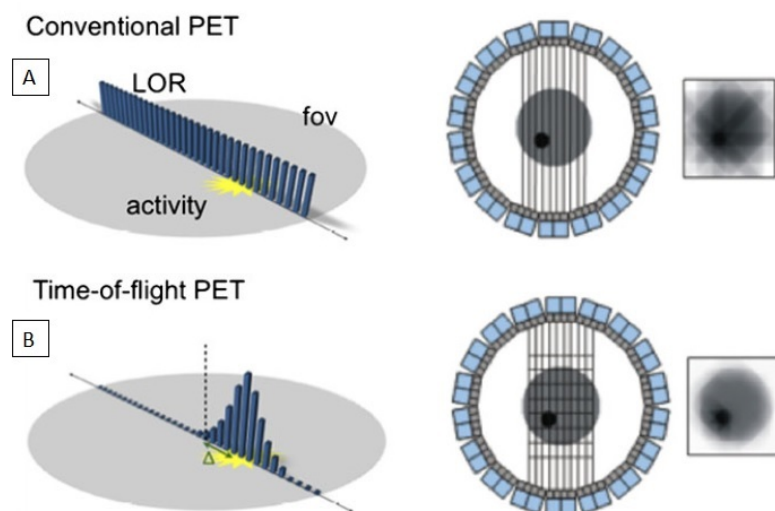 Conventional PET
A
LOR
fov
activity
Time-of-flight PET
B
Δ